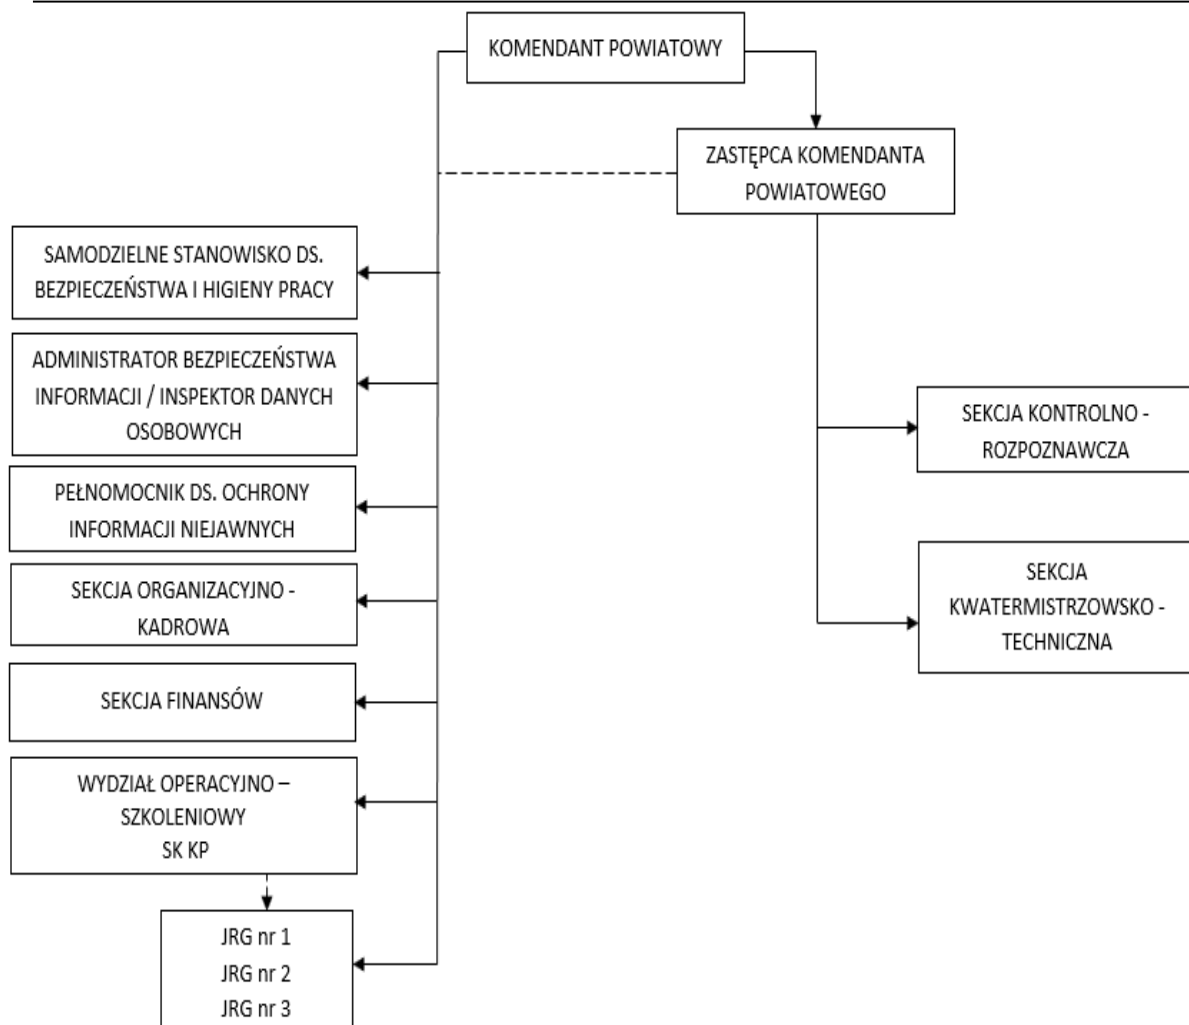 KOMENDANT POWIATOWY
ZASTĘPCA KOMENDANTA
POWIATOWEGO
SAMODZIELNE STANOWISKO DS.
BEZPIECZEŃSTWA I HIGIENY PRACY
ADMINISTRATOR BEZPIECZEŃSTWA
INFORMACJI / INSPEKTOR DANYCH
OSOBOWYCH
PEŁNOMOCNIK DS. OCHRONY
INFORMACJI NIEJAWNYCH
SEKCJA ORGANIZACYJNO -
KADROWA
SEKCJA FINANSÓW
WYDZIAŁ OPERACYJNO –
SZKOLENIOWY
SK KP
JRG nr 1
JRG nr 2
JRG nr 3
SEKCJA KONTROLNO -
ROZPOZNAWCZA
SEKCJA
KWATERMISTRZOWSKO -
TECHNICZNA